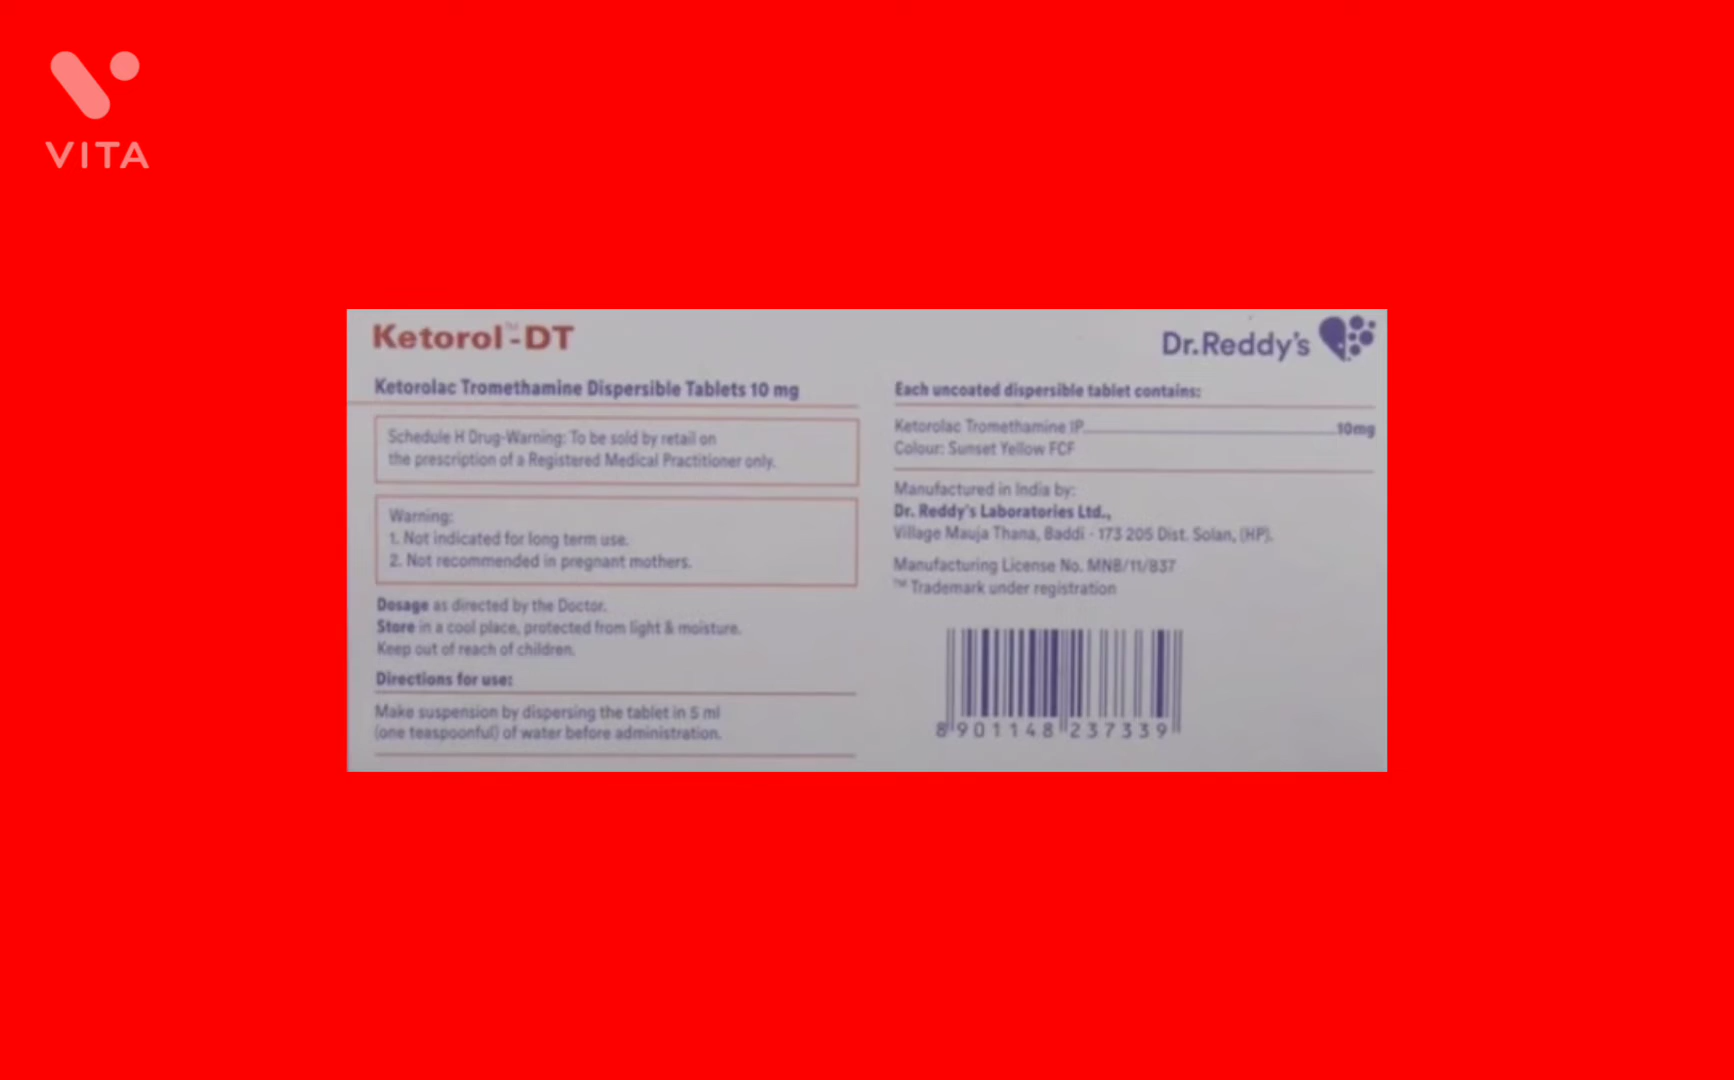 VITA
Ketorol™-DT
Dr.Reddy's
Ketorolac Tromethamine Dispersible Tablets 10 mg
Schedule H Drug-Warning: To be sold by retail on
the prescription of a Registered Medical Practitioner only.
Warning:
1. Not indicated for long term use.
2. Not recommended in pregnant mothers.
Dosage as directed by the Doctor.
Store in a cool place, protected from light & moisture.
Keep out of reach of children.
Directions for use:
Make suspension by dispersing the tablet in 5 ml
(one teaspoonful) of water before administration.
Each uncoated dispersible tablet contains:
Ketorolac Tromethamine IP 10mg
Colour: Sunset Yellow FCF
Manufactured in India by:
Dr. Reddy's Laboratories Ltd.,
Village Mauja Thana, Baddi - 173 205 Dist. Solan, (HP).
Manufacturing License No. MNB/11/837
™ Trademark under registration
8 901148 237339